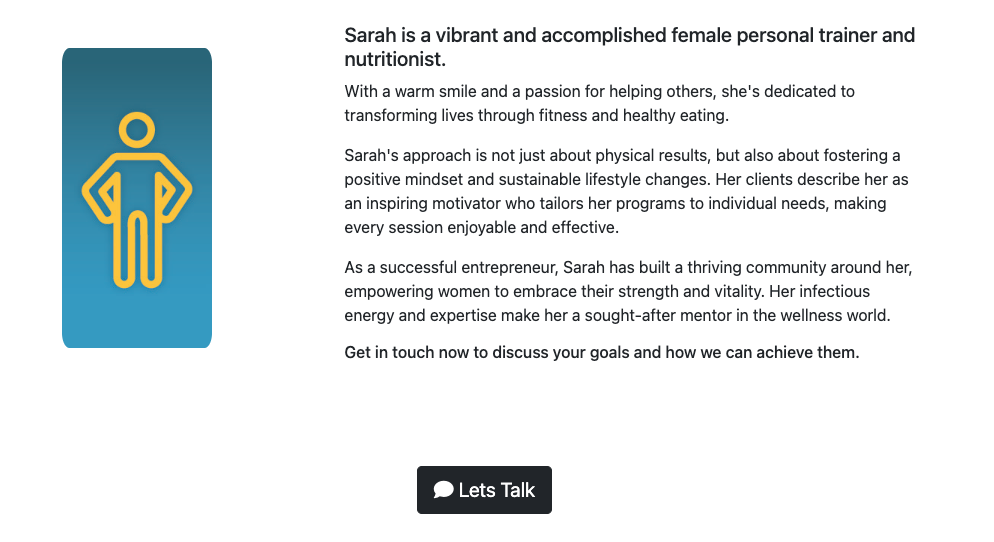 Sarah is a vibrant and accomplished female personal trainer and
nutritionist.
With a warm smile and a passion for helping others, she's dedicated to
transforming lives through fitness and healthy eating.
Sarah's approach is not just about physical results, but also about fostering a
positive mindset and sustainable lifestyle changes. Her clients describe her as
an inspiring motivator who tailors her programs to individual needs, making
every session enjoyable and effective.
As a successful entrepreneur, Sarah has built a thriving community around her,
empowering women to embrace their strength and vitality. Her infectious
energy and expertise make her a sought-after mentor in the wellness world.
Get in touch now to discuss your goals and how we can achieve them.
Lets Talk